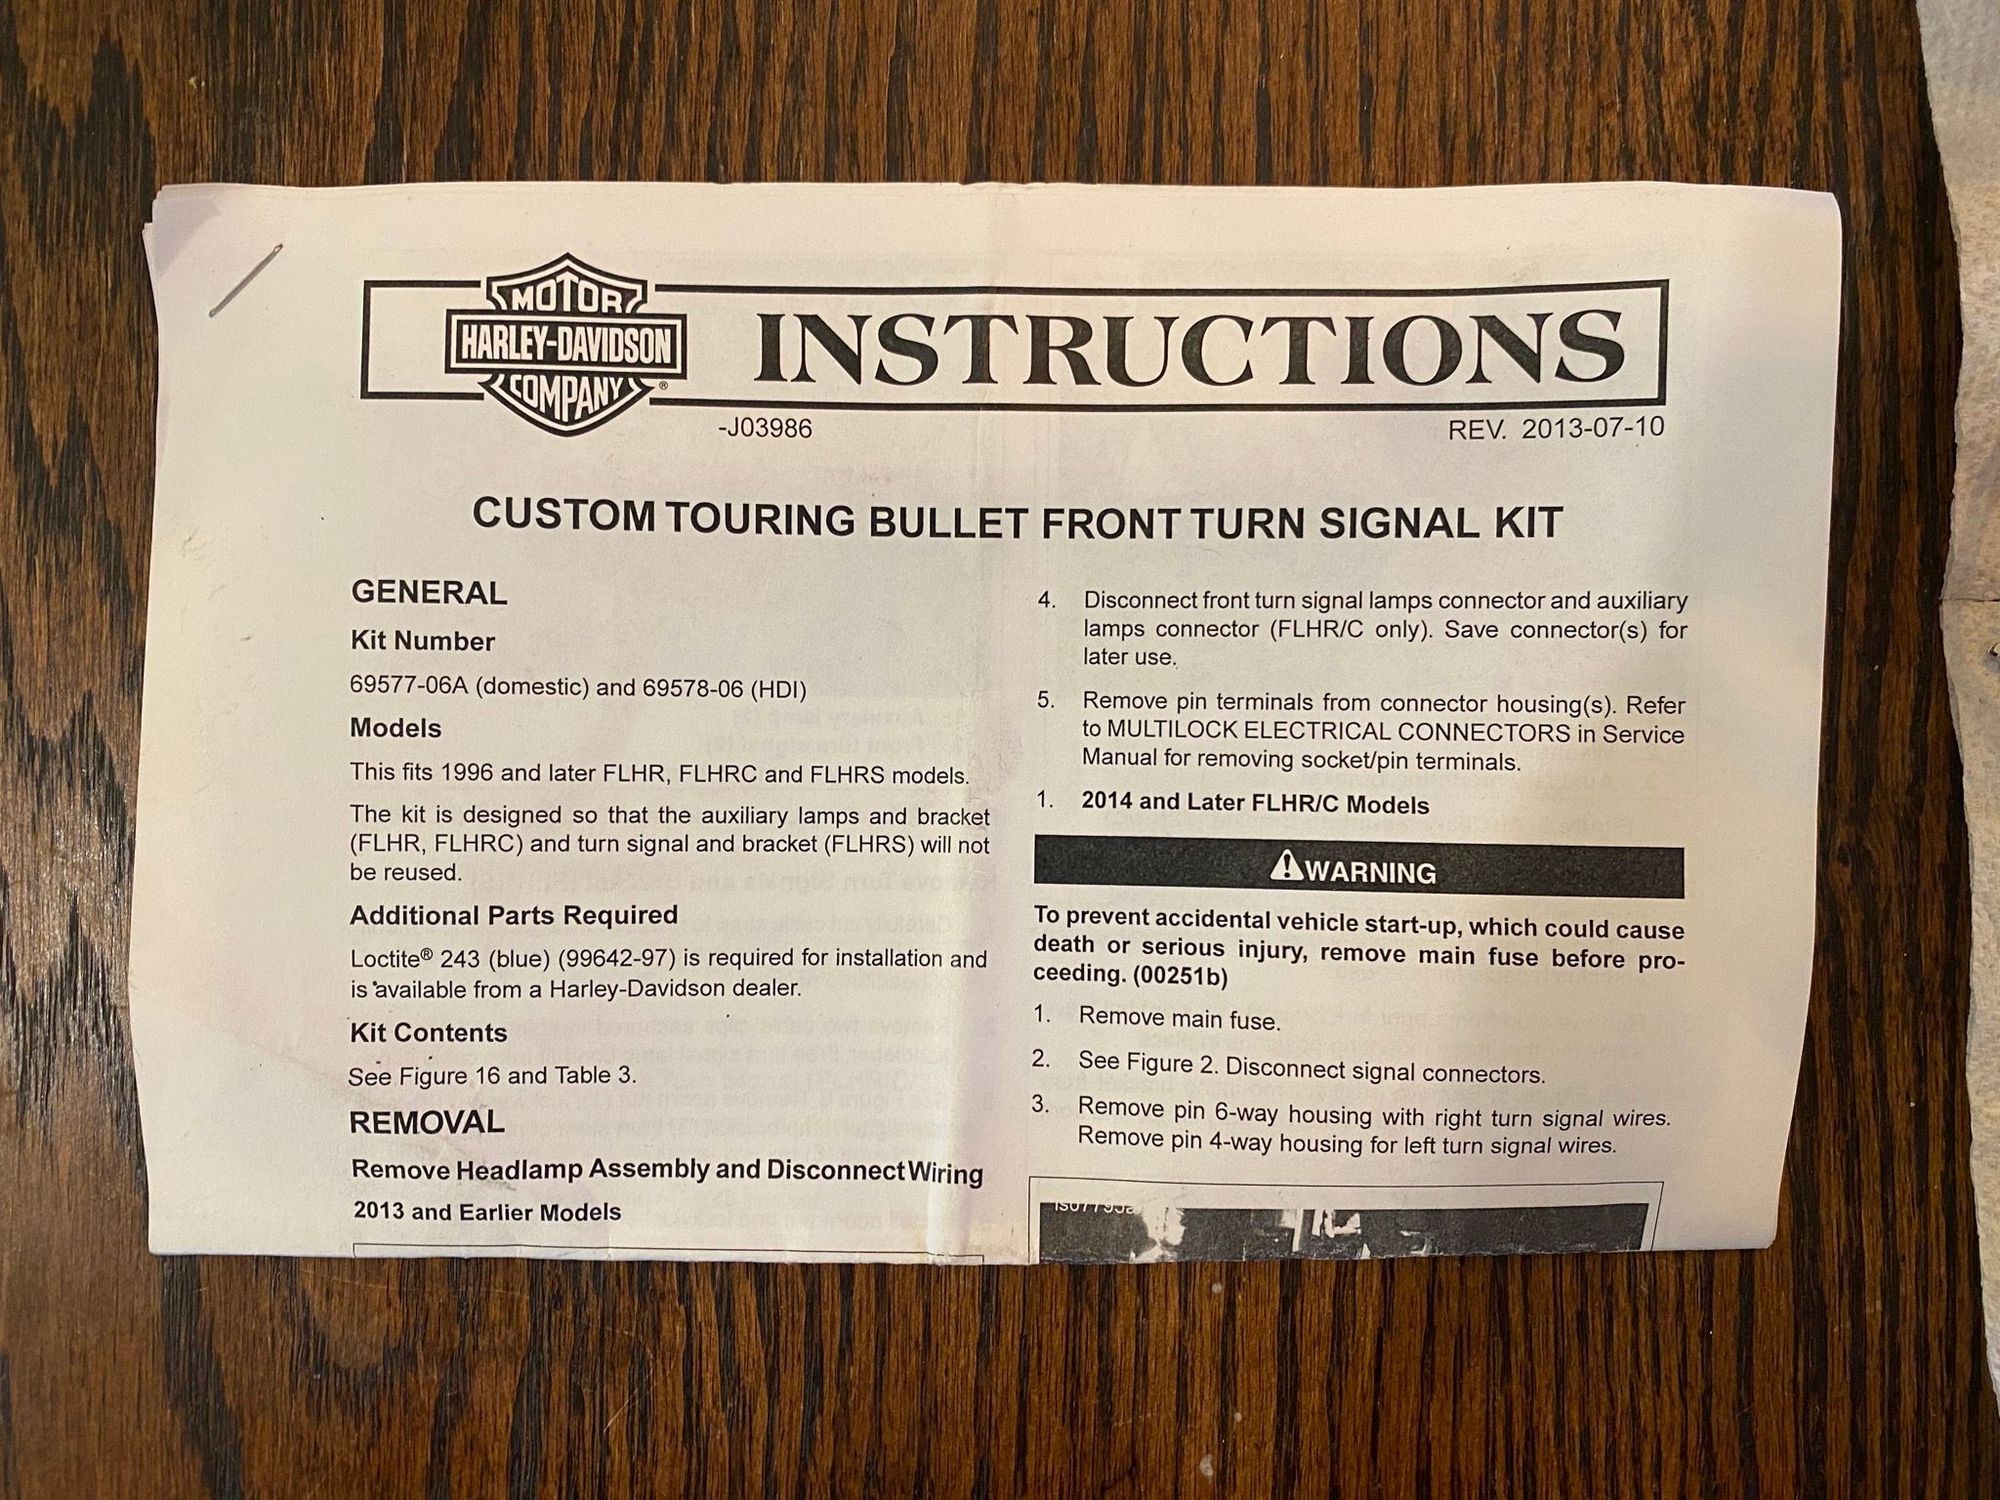 MOTOR
HARLEY-DAVIDSON
COMPANY
®
INSTRUCTIONS
-J03986
REV. 2013-07-10
CUSTOM TOURING BULLET FRONT TURN SIGNAL KIT
GENERAL
Kit Number
69577-06A (domestic) and 69578-06 (HDI)
Models
This fits 1996 and later FLHR, FLHRC and FLHRS models.
The kit is designed so that the auxiliary lamps and bracket
(FLHR, FLHRC) and turn signal and bracket (FLHRS) will not
be reused.
Additional Parts Required
Loctite® 243 (blue) (99642-97) is required for installation and
is available from a Harley-Davidson dealer.
Kit Contents
See Figure 16 and Table 3.
REMOVAL
Remove Headlamp Assembly and Disconnect Wiring
2013 and Earlier Models
4. Disconnect front turn signal lamps connector and auxiliary
lamps connector (FLHR/C only). Save connector(s) for
later use.
5. Remove pin terminals from connector housing(s). Refer
to MULTILOCK ELECTRICAL CONNECTORS in Service
Manual for removing socket/pin terminals.
1. 2014 and Later FLHR/C Models
WARNING
To prevent accidental vehicle start-up, which could cause
death or serious injury, remove main fuse before pro-
ceeding. (00251b)
1. Remove main fuse.
2. See Figure 2. Disconnect signal connectors.
3. Remove pin 6-way housing with right turn signal wires.
Remove pin 4-way housing for left turn signal wires.